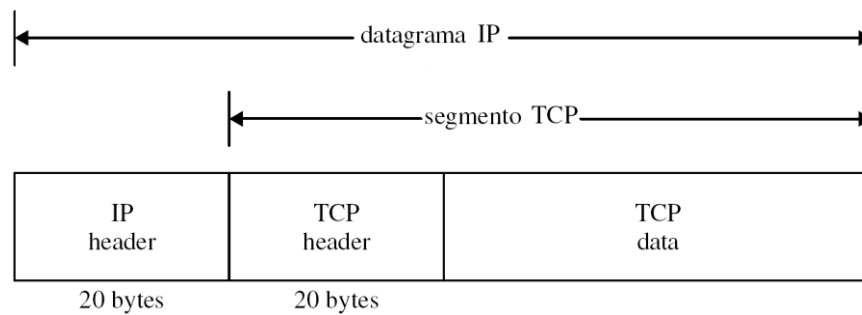 datagrama IP
segmento TCP
IP
header
TCP
header
TCP
data
20 bytes
20 bytes